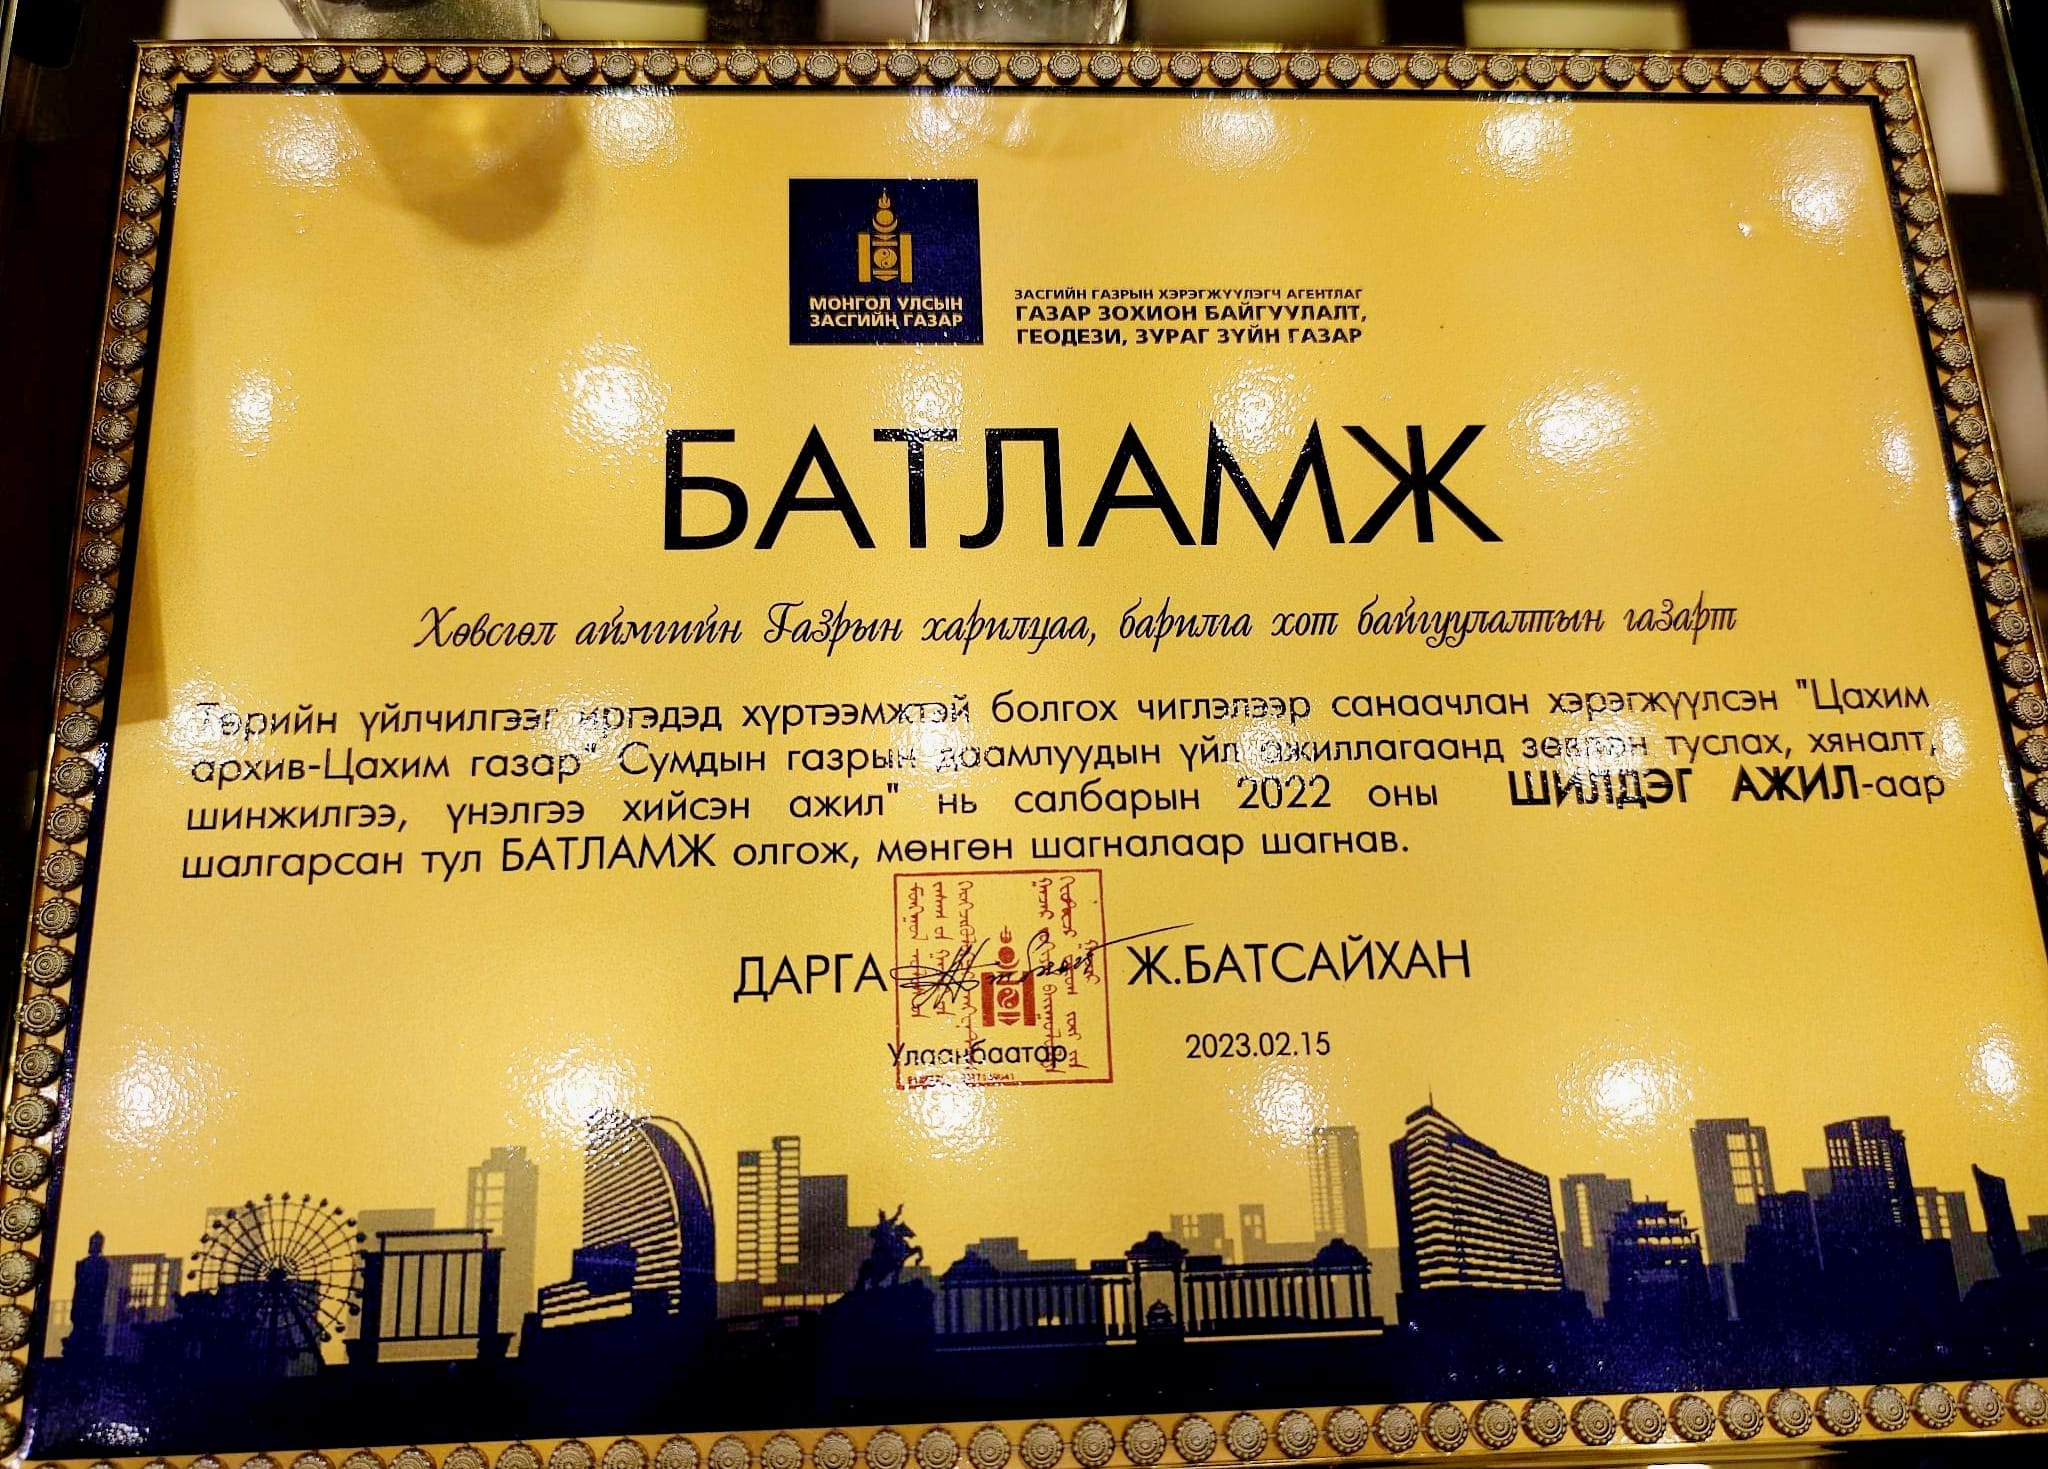 МОНГОЛ УЛСЫН
ЗАСГИЙН ГАЗАР
ЗАСГИЙН ГАЗРЫН ХЭРЭГЖҮҮЛЭГЧ АГЕНТЛАГ
ГАЗАР ЗОХИОН БАЙГУУЛАЛТ,
ГЕОДЕЗИ, ЗУРАГ ЗҮЙН ГАЗАР
БАТЛАМЖ
Хөвсгөл аймгийн Газрын харилцаа, барилга хот байгуулалтын газарт
Төрийн үйлчилгээг иргэдэд хүртээмжтэй болгох чиглэлээр санаачлан хэрэгжүүлсэн "Цахим
архив-Цахим газар" Сумдын газрын даамлуудын үйл ажиллагаанд зөвлөн туслах, хяналт,
шинжилгээ, үнэлгээ хийсэн ажил" нь салбарын 2022 оны ШИЛДЭГ АЖИЛ-аар
шалгарсан тул БАТЛАМЖ олгож, мөнгөн шагналаар шагнав.
ДАРГА Ж.БАТСАЙХАН
Улаанбаатар 2023.02.15